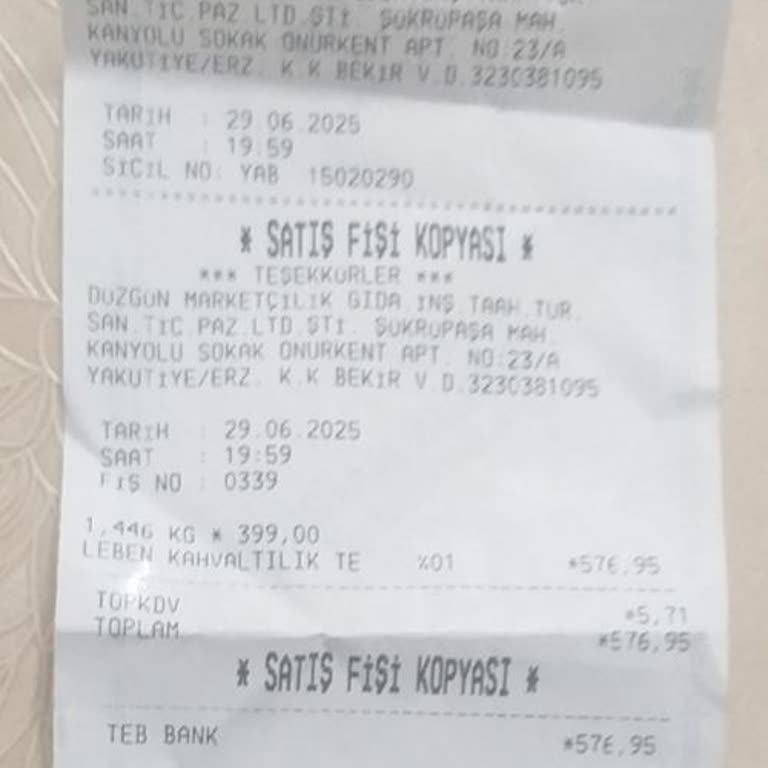 SAN.TİC.PAZ.LTD.ŞTİ. ŞÜKRÜPAŞA MAH.
KANYOLU SOKAK ONURKENT APT. NO:23/A
YAKUTİYE/ERZ. K.K BEKİR V.D.3230381095
TARİH : 29.06.2025
SAAT : 19:59
SİCİL NO: YAB 15020290
* SATIŞ FİŞİ KOPYASI *
*** TEŞEKKÜRLER ***
DÜZGÜN MARKETÇİLİK GIDA.İNŞ.TAAH.TUR.
SAN.TİC.PAZ.LTD.ŞTİ. ŞÜKRÜPAŞA MAH.
KANYOLU SOKAK ONURKENT APT. NO:23/A
YAKUTİYE/ERZ. K.K BEKİR V.D.3230381095
TARİH : 29.06.2025
SAAT : 19:59
FİŞ NO : 0339
1,446 KG * 399,00
LEBEN KAHVALTILIK TE %01 *576,95
TOPKDV *5,71
TOPLAM *576,95
* SATIŞ FİŞİ KOPYASI *
TEB BANK *576,95